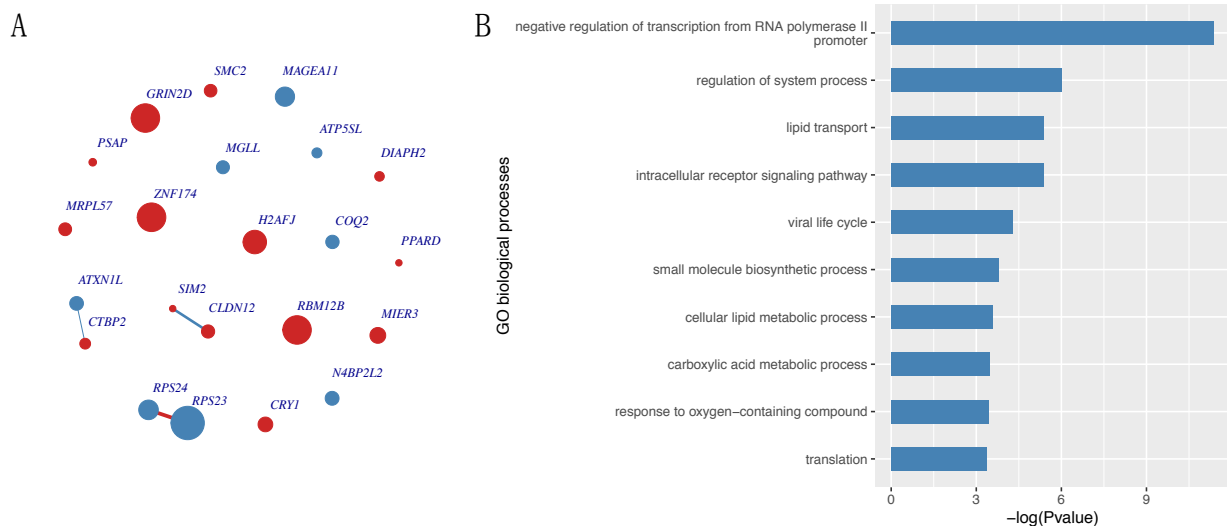 A
SMC2
MAGEA11
GRIN2D
ATP5SL
PSAP
MGLL
DIAPH2
ZNF174
MRPL57
H2AFJ
COQ2
PPARD
ATXN1L
SIM2
CLDN12
CTBP2
RBM12B
MIER3
N4BP2L2
RPS24
RPS23
CRY1
B
GO biological processes
negative regulation of transcription from RNA polymerase II
promoter
regulation of system process
lipid transport
intracellular receptor signaling pathway
viral life cycle
small molecule biosynthetic process
cellular lipid metabolic process
carboxylic acid metabolic process
response to oxygen−containing compound
translation
0 3 6 9
−log(Pvalue)